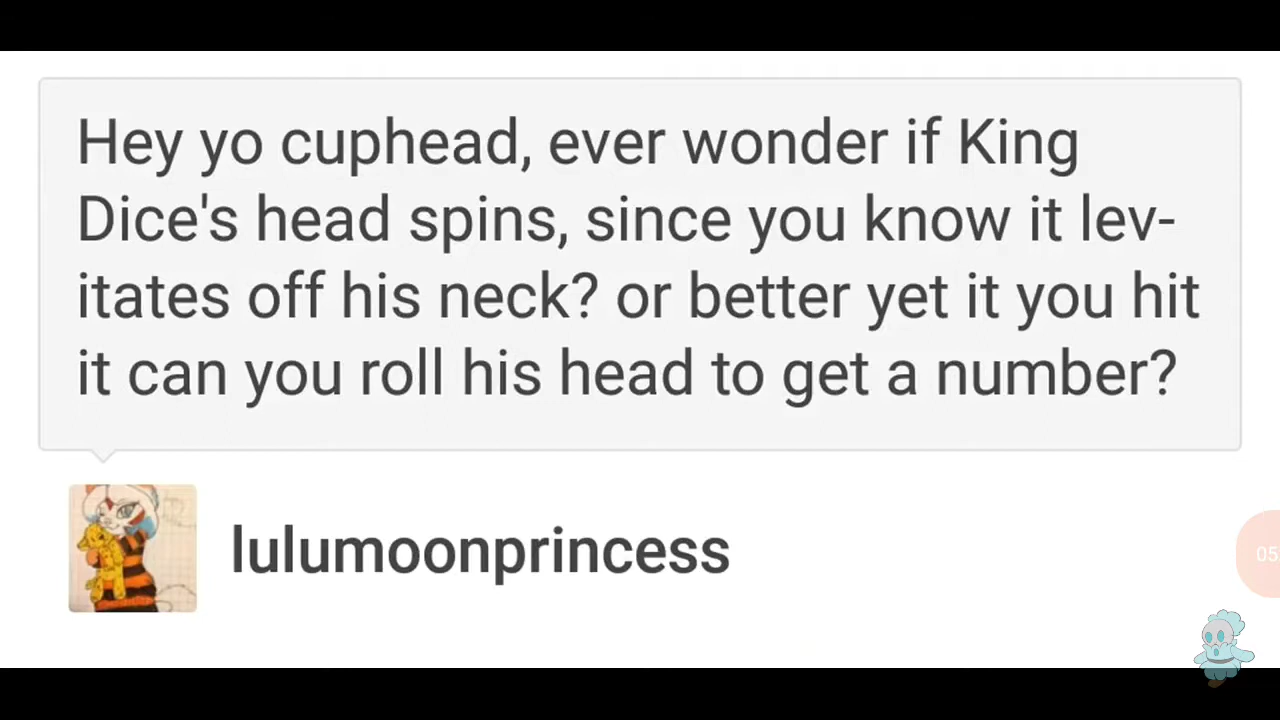 Hey yo cuphead, ever wonder if King
Dice's head spins, since you know it lev-
itates off his neck? or better yet it you hit
it can you roll his head to get a number?
lulumoonprincess
05